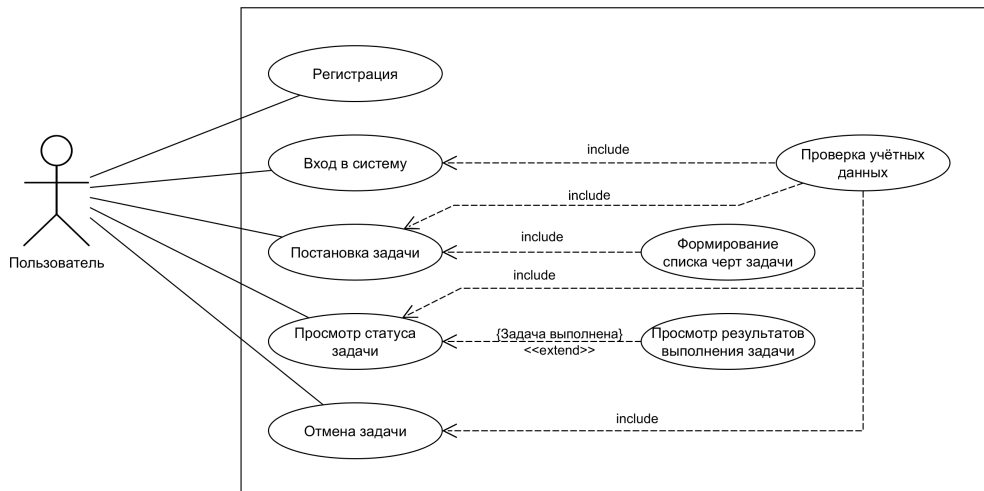 Регистрация
Вход в систему
include
Проверка учётных
данных
include
Постановка задачи
include
Формирование
списка черт задачи
Пользователь
include
Просмотр статуса
задачи
{Задача выполнена}
<<extend>>
Просмотр результатов
выполнения задачи
include
Отмена задачи